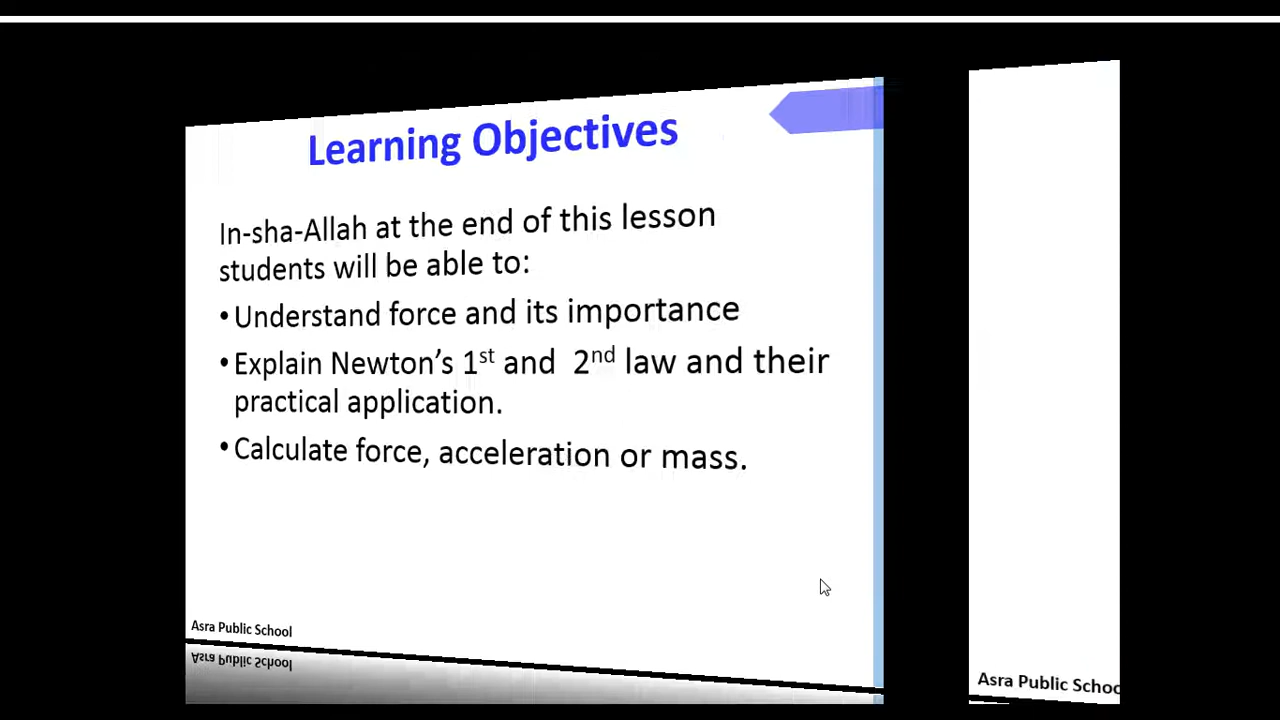 Learning Objectives
In-sha-Allah at the end of this lesson
students will be able to:
•Understand force and its importance
•Explain Newton’s 1st and 2nd law and their
practical application.
•Calculate force, acceleration or mass.
Asra Public School
Asra Public School
Asra Public Schoo